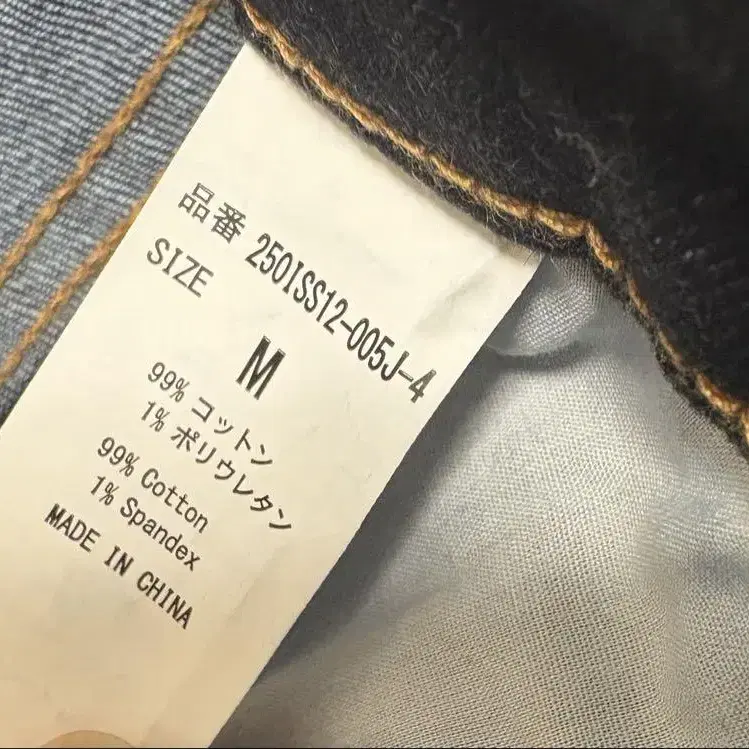 品番 250ISS12-005J-4
SIZE
M
99% コットン
1% ポリウレタン
99% Cotton
1% Spandex
MADE IN CHINA